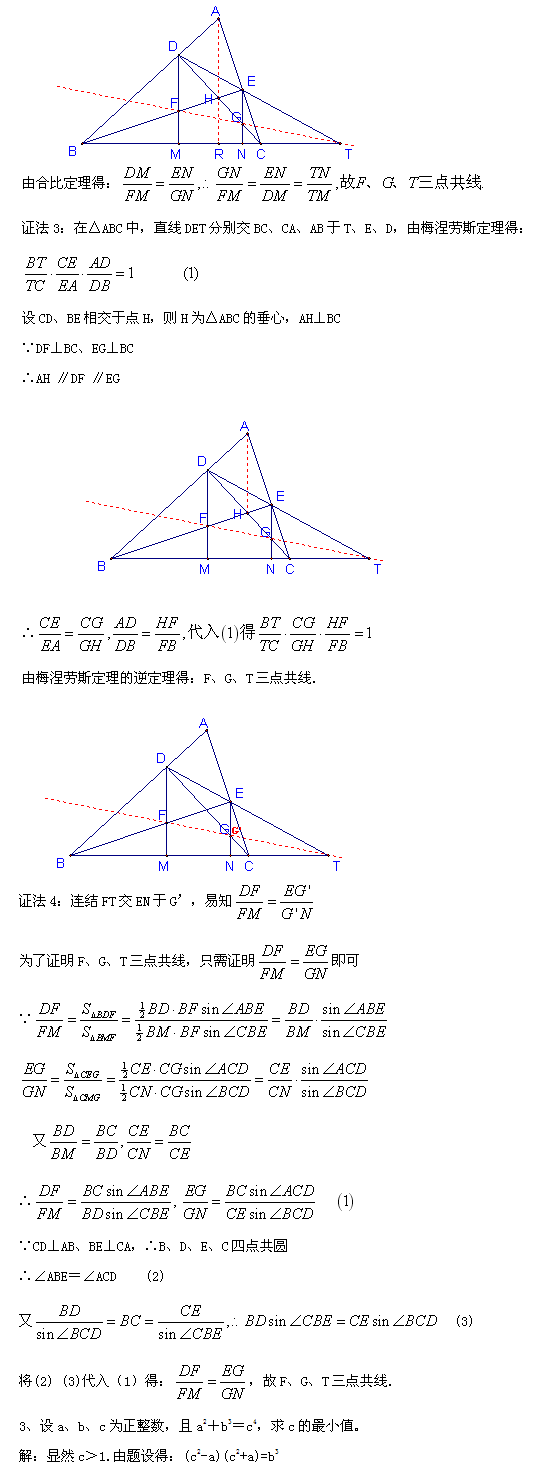 A
D
E
F
H
G
B
M
R
N
C
T
由合比定理得：DM/FM=EN/GN,∴GN/FM=EN/DM=TN/TM,故F、G、T三点共线.
证法3：在△ABC中，直线DET分别交BC、CA、AB于T、E、D，由梅涅劳斯定理得：
BT/TC·CE/EA·AD/DB=1 (1)
设CD、BE相交于点H，则H为△ABC的垂心，AH⊥BC
∵DF⊥BC、EG⊥BC
∴AH∥DF∥EG
A
D
E
F
H
G
B
M
N
C
T
∴CE/EA=CG/GH,AD/DB=HF/FB,代入(1)得BT/TC·CG/GH·HF/FB=1
由梅涅劳斯定理的逆定理得：F、G、T三点共线.
A
D
E
F
G
G'
B
M
N
C
T
证法4：连结FT交EN于G’，易知DF/FM=EG'/G'N
为了证明F、G、T三点共线，只需证明DF/FM=EG/GN即可
∵DF/FM=S△BDF/S△BMF=(½BD·BF sin∠ABE)/(½BM·BF sin∠CBE)=BD/BM·sin∠ABE/sin∠CBE
EG/GN=S△CEG/S△CMG=(½CE·CG sin∠ACD)/(½CN·CG sin∠BCD)=CE/CN·sin∠ACD/sin∠BCD
又BD/BM=BC/BD,CE/CN=BC/CE
∴DF/FM=BC sin∠ABE/BD sin∠CBE,EG/GN=BC sin∠ACD/CE sin∠BCD (1)
∵CD⊥AB、BE⊥CA，∴B、D、E、C四点共圆
∴∠ABE＝∠ACD (2)
又BD/sin∠BCD=BC=CE/sin∠CBE,∴BD sin∠CBE=CE sin∠BCD (3)
将(2) (3)代入（1）得：DF/FM=EG/GN，故F、G、T三点共线.
3、设a、b、c为正整数，且a²＋b³＝c⁴，求c的最小值。
解：显然c＞1.由题设得：(c²-a)(c²+a)=b³